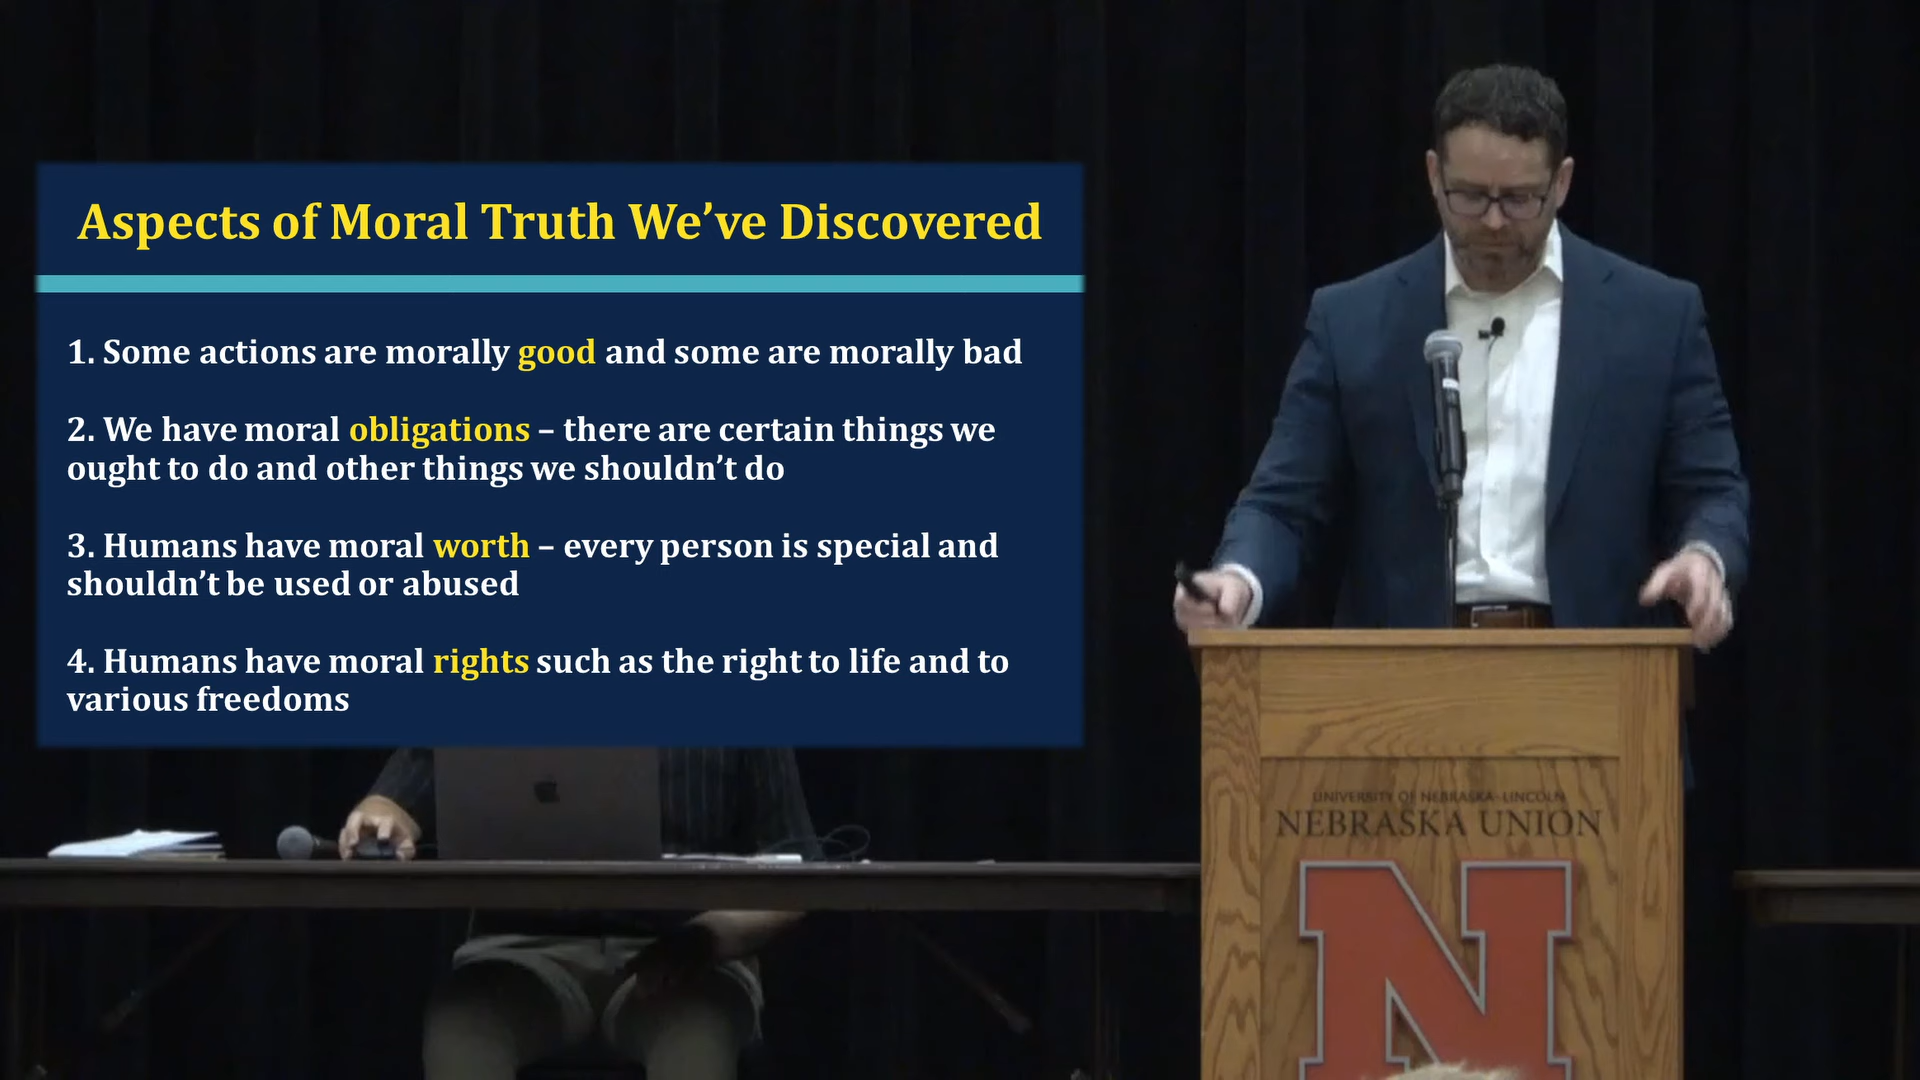 Aspects of Moral Truth We’ve Discovered
1. Some actions are morally good and some are morally bad
2. We have moral obligations – there are certain things we
ought to do and other things we shouldn’t do
3. Humans have moral worth – every person is special and
shouldn’t be used or abused
4. Humans have moral rights such as the right to life and to
various freedoms
UNIVERSITY OF NEBRASKA–LINCOLN
NEBRASKA UNION
N